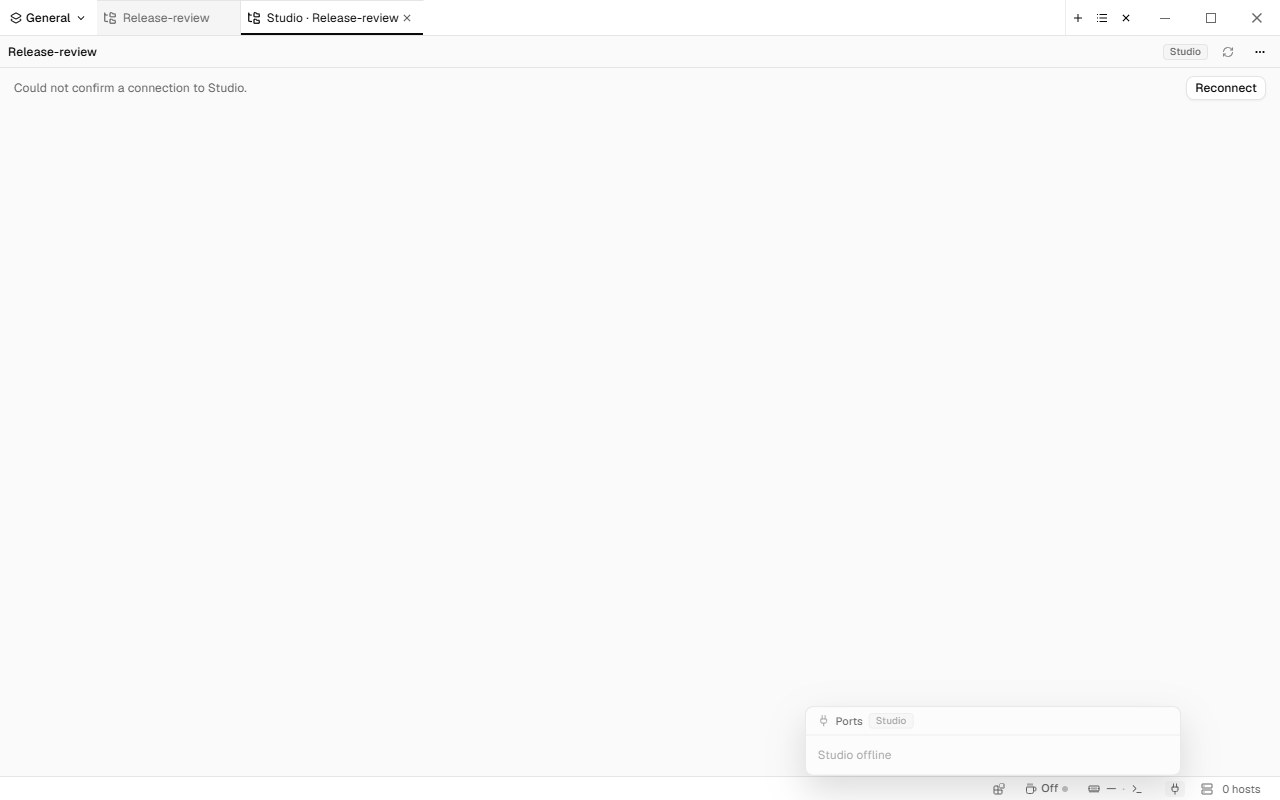 General
Release-review
Studio · Release-review
Release-review
Studio
Could not confirm a connection to Studio.
Reconnect
Ports
Studio
Studio offline
Off
— ·
0 hosts